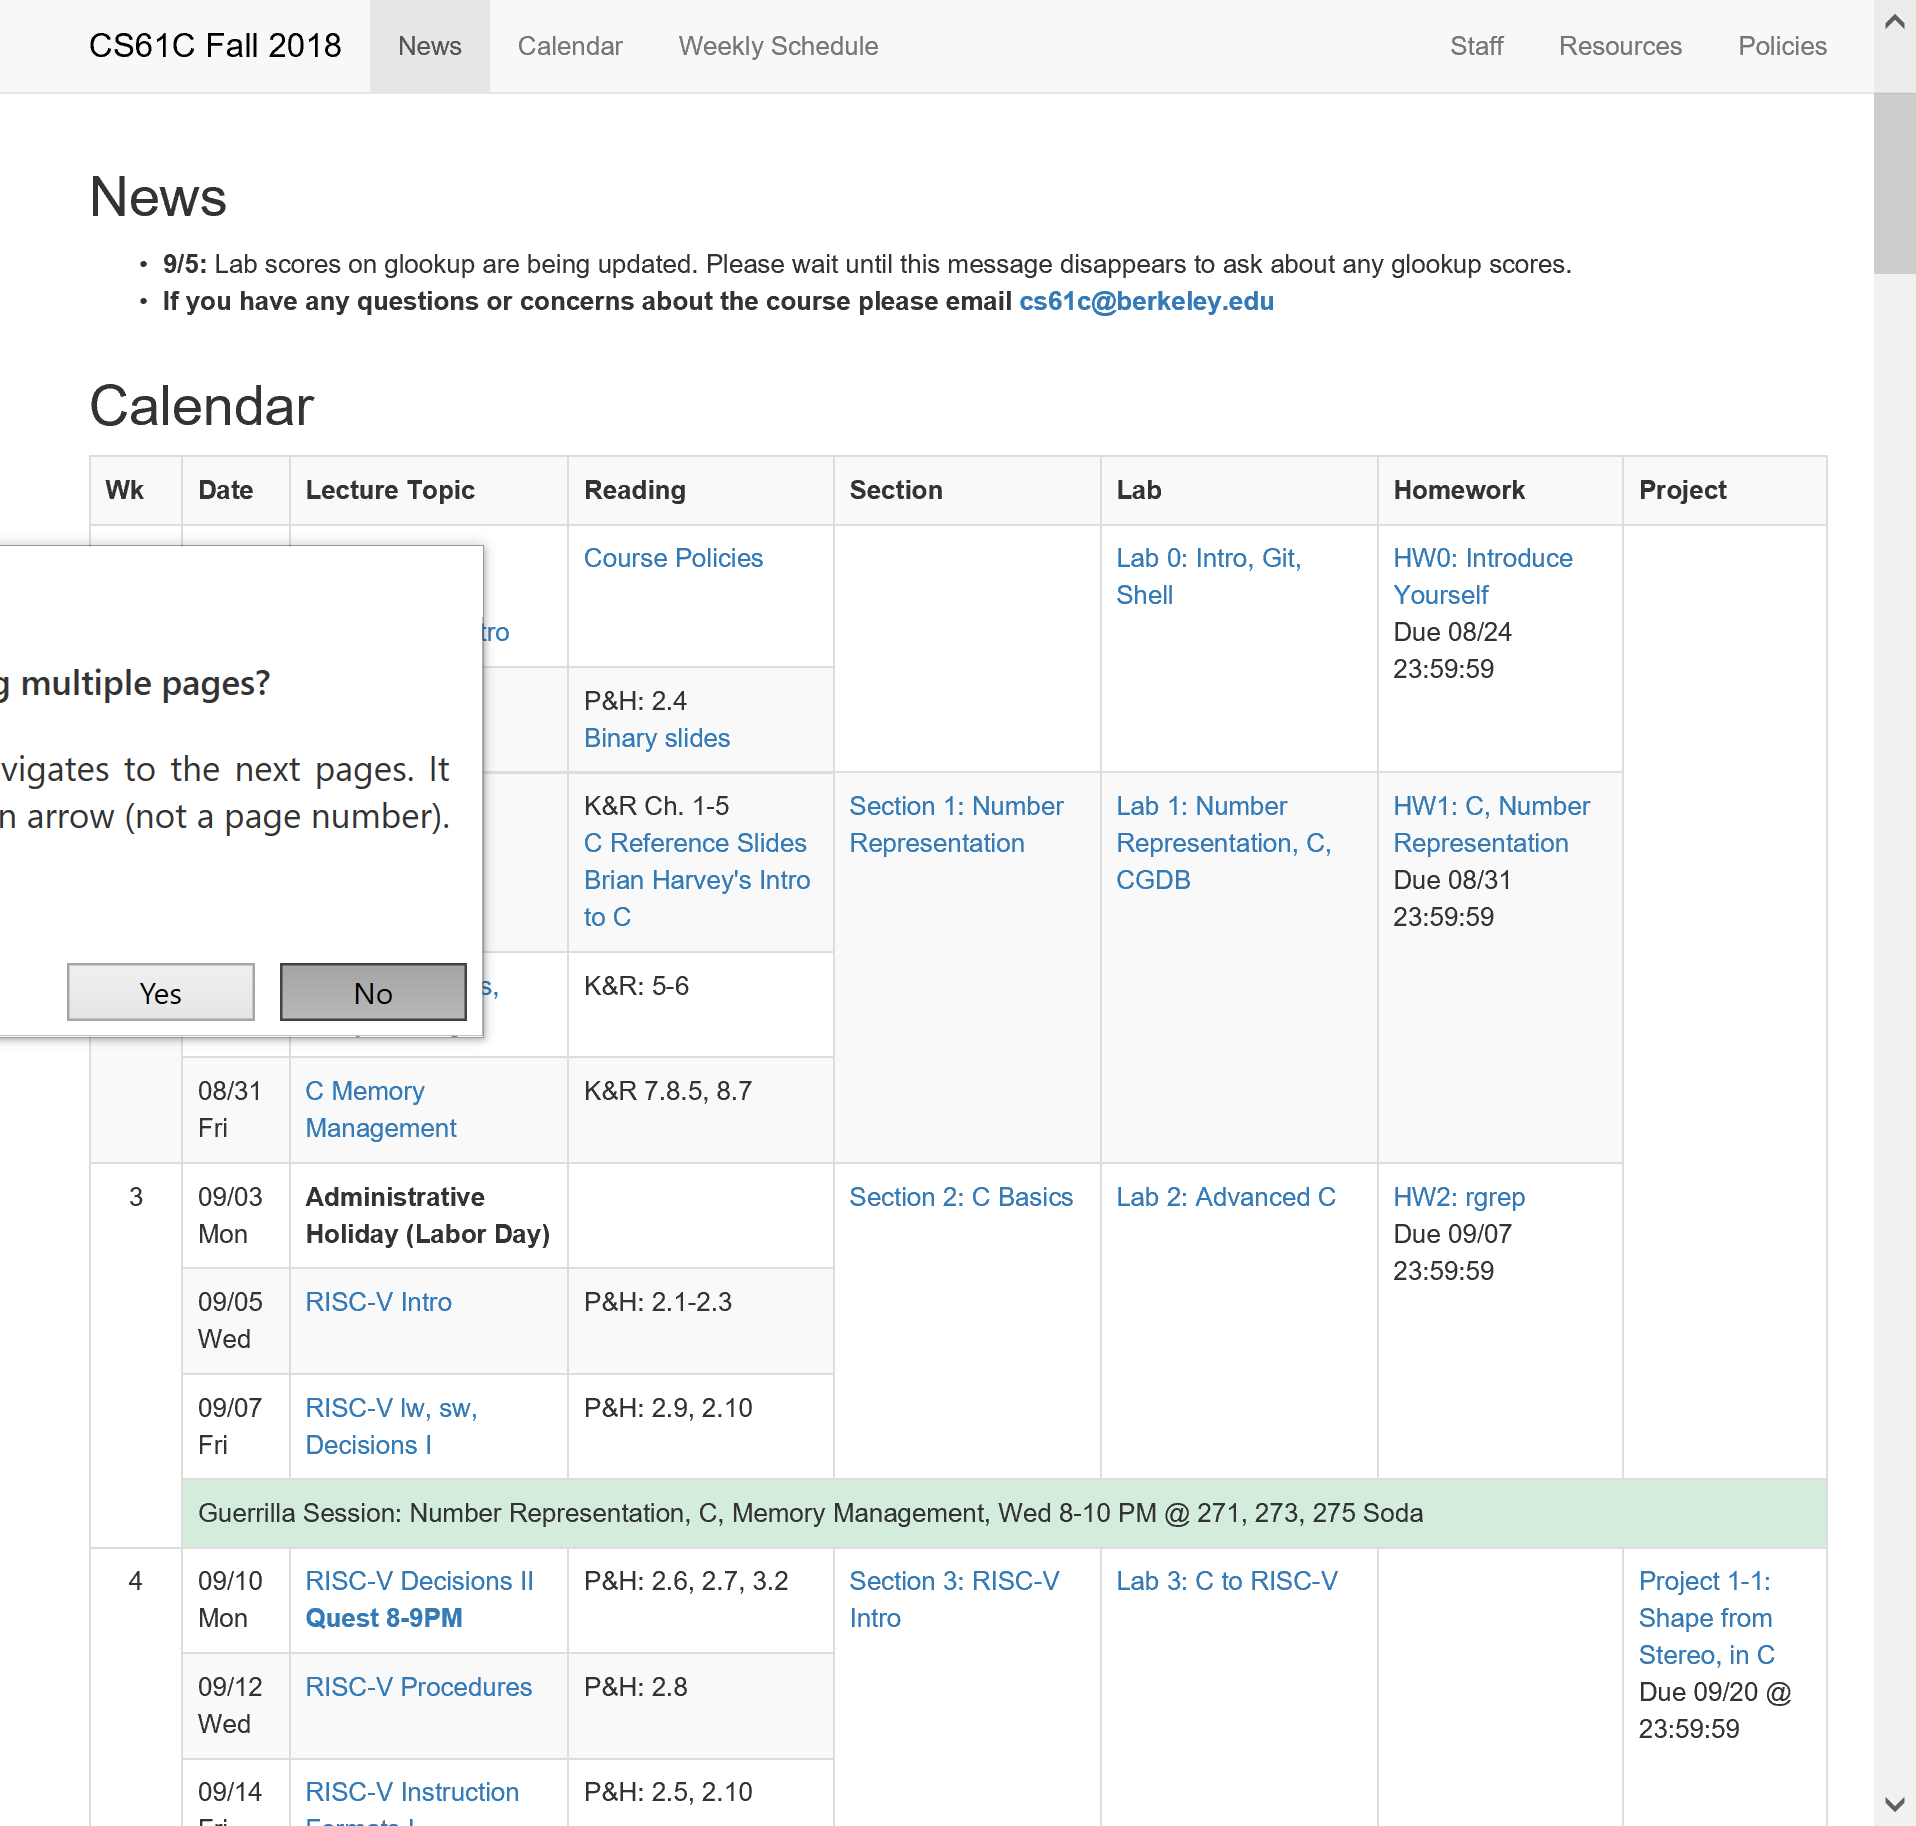 CS61C Fall 2018 News Calendar Weekly Schedule Staff Resources Policies
News
• 9/5: Lab scores on glookup are being updated. Please wait until this message disappears to ask about any glookup scores.
• If you have any questions or concerns about the course please email cs61c@berkeley.edu
Calendar
Wk Date Lecture Topic Reading Section Lab Homework Project
Course Policies
Lab 0: Intro, Git,
Shell
HW0: Introduce
Yourself
Due 08/24
23:59:59
tro
P&H: 2.4
Binary slides
g multiple pages?
vigates to the next pages. It
n arrow (not a page number).
Yes No
K&R Ch. 1-5
C Reference Slides
Brian Harvey's Intro
to C
Section 1: Number
Representation
Lab 1: Number
Representation, C,
CGDB
HW1: C, Number
Representation
Due 08/31
23:59:59
s,
K&R: 5-6
08/31
Fri
C Memory
Management
K&R 7.8.5, 8.7
3
09/03
Mon
Administrative
Holiday (Labor Day)
Section 2: C Basics
Lab 2: Advanced C
HW2: rgrep
Due 09/07
23:59:59
09/05
Wed
RISC-V Intro
P&H: 2.1-2.3
09/07
Fri
RISC-V lw, sw,
Decisions I
P&H: 2.9, 2.10
Guerrilla Session: Number Representation, C, Memory Management, Wed 8-10 PM @ 271, 273, 275 Soda
4
09/10
Mon
RISC-V Decisions II
Quest 8-9PM
P&H: 2.6, 2.7, 3.2
Section 3: RISC-V
Intro
Lab 3: C to RISC-V
Project 1-1:
Shape from
Stereo, in C
Due 09/20 @
23:59:59
09/12
Wed
RISC-V Procedures
P&H: 2.8
09/14
Fri
RISC-V Instruction
Formats I
P&H: 2.5, 2.10